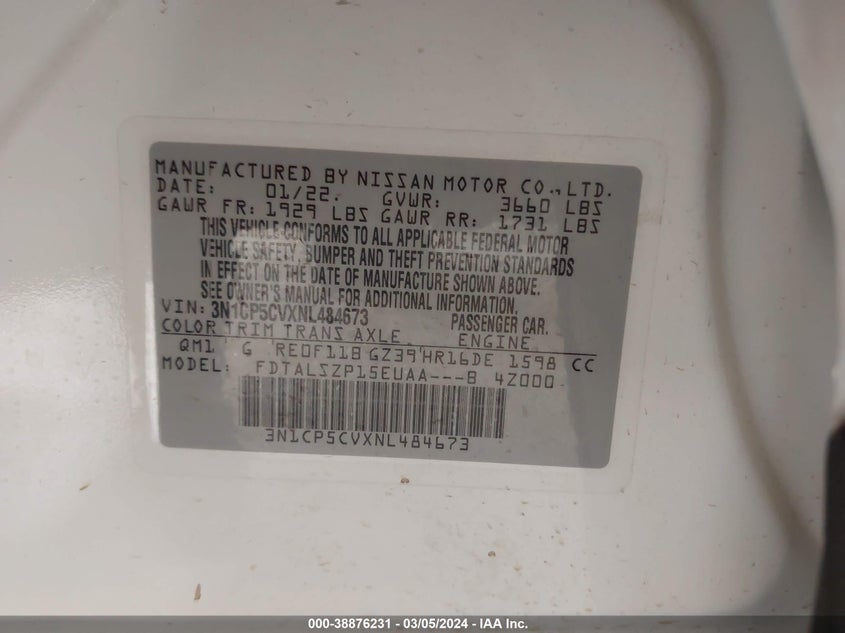 MANUFACTURED BY NISSAN MOTOR CO., LTD.
DATE: 01/22. GVWR: 3660 LBS
GAWR FR: 1929 LBS GAWR RR: 1731 LBS
THIS VEHICLE CONFORMS TO ALL APPLICABLE FEDERAL MOTOR
VEHICLE SAFETY, BUMPER AND THEFT PREVENTION STANDARDS
IN EFFECT ON THE DATE OF MANUFACTURE SHOWN ABOVE.
SEE OWNER'S MANUAL FOR ADDITIONAL INFORMATION.
VIN: 3N1CP5CVXNL484673 PASSENGER CAR.
COLOR TRIM TRANS AXLE ENGINE
QM1 G RE0F11B GZ39 HR16DE 1598 CC
MODEL: FDTALSZP15EUAA---B 4Z000
3N1CP5CVXNL484673
000-38876231 - 03/05/2024 - IAA Inc.